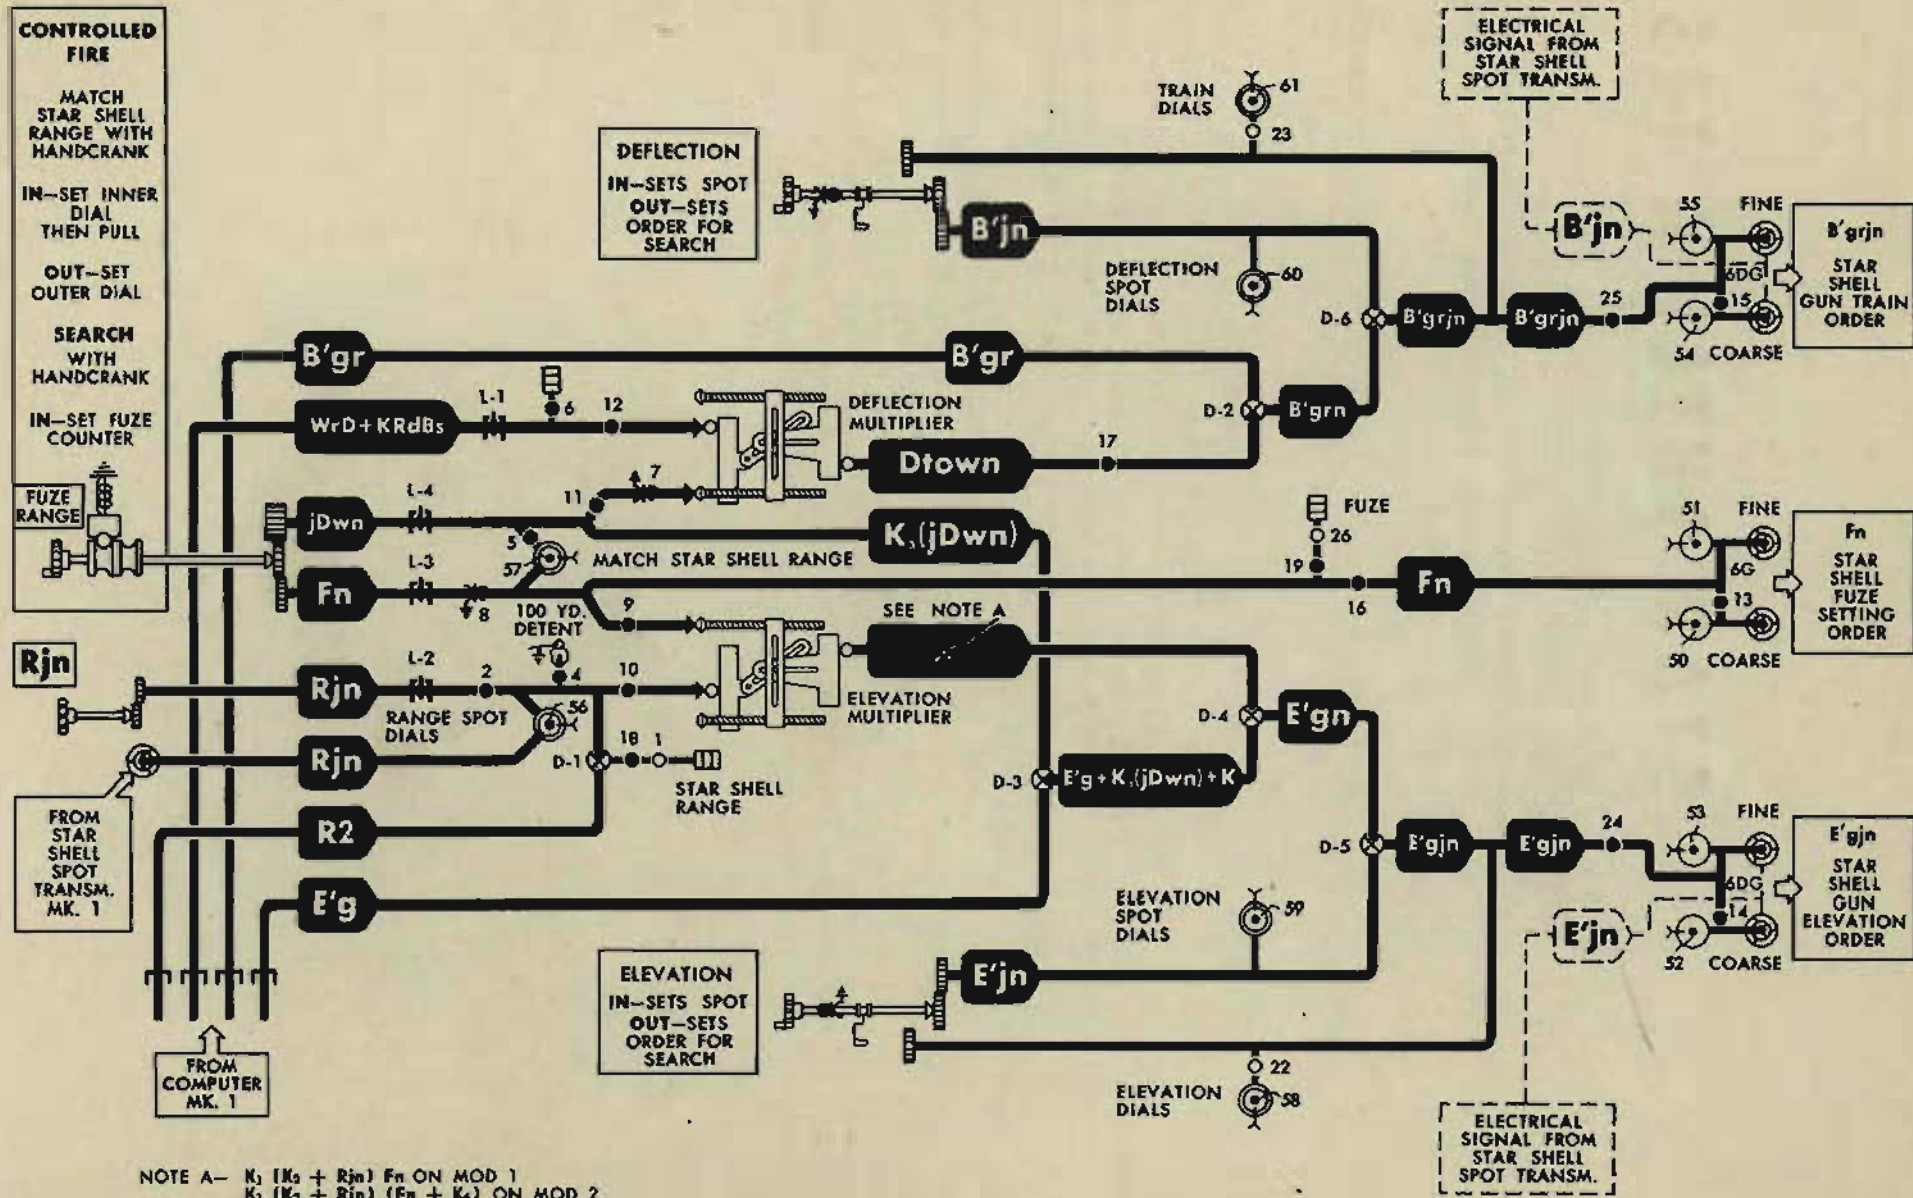 CONTROLLED
FIRE
MATCH
STAR SHELL
RANGE WITH
HANDCRANK
IN—SET INNER
DIAL
THEN PULL
OUT—SET
OUTER DIAL
SEARCH
WITH
HANDCRANK
IN—SET FUZE
COUNTER
FUZE
RANGE
Rjn
FROM
STAR
SHELL
SPOT
TRANSM.
MK. 1
FROM
COMPUTER
MK. 1
B'gr
WrD + KRdBs
L-1
6
12
jDwn
L-4
5
11
7
Fn
L-3
8
57
MATCH STAR SHELL RANGE
100 YD.
DETENT
9
Rjn
L-2
2
4
10
RANGE SPOT
DIALS
56
Rjn
D-1
18
1
STAR SHELL
RANGE
R2
E'g
DEFLECTION
IN—SETS SPOT
OUT—SETS
ORDER FOR
SEARCH
B'jn
TRAIN
DIALS
61
23
DEFLECTION
SPOT
DIALS
60
B'gr
DEFLECTION
MULTIPLIER
Dtown
17
D-2
B'grn
D-6
B'grjn
B'grjn
25
ELECTRICAL
SIGNAL FROM
STAR SHELL
SPOT TRANSM.
B'jn
55
FINE
6DG
15
54
COARSE
B'grjn
STAR
SHELL
GUN TRAIN
ORDER
K₃(jDwn)
FUZE
26
19
16
Fn
51
FINE
6G
13
50
COARSE
Fn
STAR
SHELL
FUZE
SETTING
ORDER
SEE NOTE A
ELEVATION
MULTIPLIER
D-4
E'gn
D-3
E'g + K₃(jDwn) + K
D-5
E'gjn
E'gjn
24
53
FINE
6DG
14
52
COARSE
E'gjn
STAR
SHELL
GUN
ELEVATION
ORDER
E'jn
ELEVATION
SPOT
DIALS
59
ELEVATION
IN—SETS SPOT
OUT—SETS
ORDER FOR
SEARCH
E'jn
22
ELEVATION
DIALS
58
ELECTRICAL
SIGNAL FROM
STAR SHELL
SPOT TRANSM.
NOTE A— K₁ (K₂ + Rjn) Fn ON MOD 1
(Fn + K₄) ON MOD 2